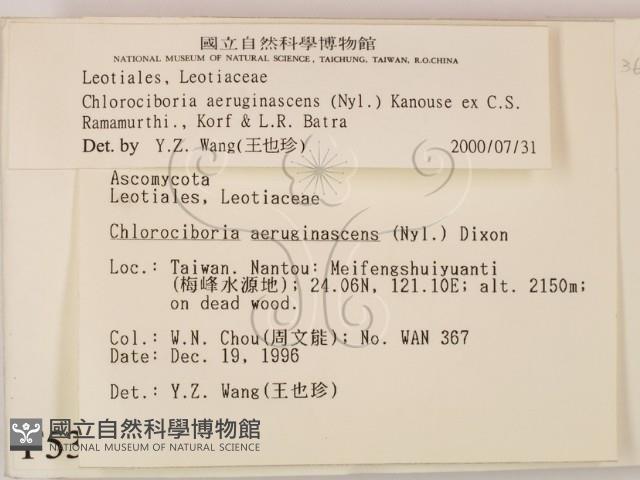 國立自然科學博物館
NATIONAL MUSEUM OF NATURAL SCIENCE, TAICHUNG, TAIWAN, R.O.CHINA
Leotiales, Leotiaceae
Chlorociboria aeruginascens (Nyl.) Kanouse ex C.S.
Ramamurthi., Korf & L.R. Batra
Det. by Y.Z. Wang(王也珍) 2000/07/31
Ascomycota
Leotiales, Leotiaceae
Chlorociboria aeruginascens (Nyl.) Dixon
Loc.: Taiwan. Nantou: Meifengshuiyuanti
(梅峰水源地); 24.06N, 121.10E; alt. 2150m;
on dead wood.
Col.: W.N. Chou(周文能); No. WAN 367
Date: Dec. 19, 1996
Det.: Y.Z. Wang(王也珍)
國立自然科學博物館
NATIONAL MUSEUM OF NATURAL SCIENCE